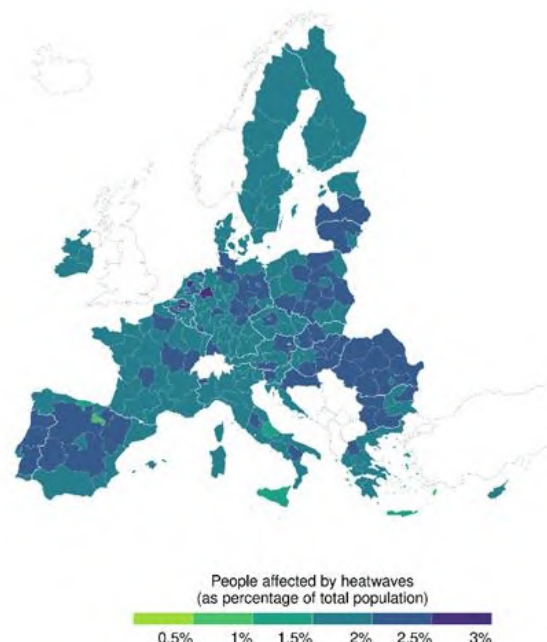 People affected by heatwaves
(as percentage of total population)
0.5% 1% 1.5% 2% 2.5% 3%